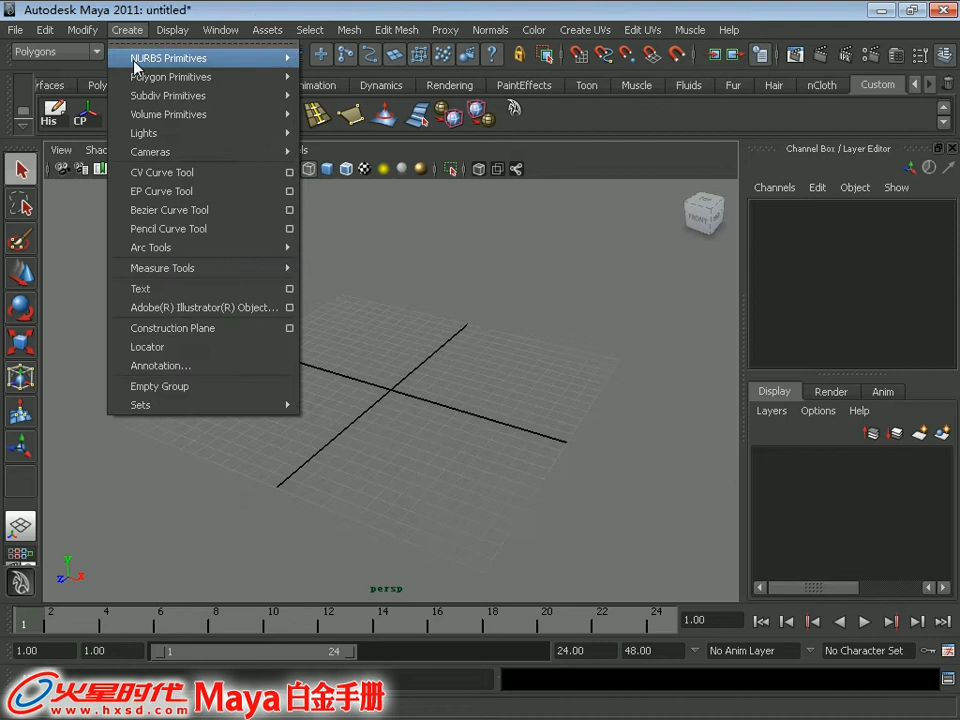 Autodesk Maya 2011: untitled*
File Edit Modify Create Display Window Assets Select Mesh Edit Mesh Proxy Normals Color Create UVs Edit UVs Muscle Help
Polygons
NURBS Primitives
Polygon Primitives
Subdiv Primitives
Volume Primitives
Lights
Cameras
CV Curve Tool
EP Curve Tool
Bezier Curve Tool
Pencil Curve Tool
Arc Tools
Measure Tools
Text
Adobe(R) Illustrator(R) Object...
Construction Plane
Locator
Annotation...
Empty Group
Sets
Dynamics Rendering PaintEffects Toon Muscle Fluids Fur Hair nCloth Custom
His CP
View
Channel Box / Layer Editor
Channels Edit Object Show
TOP
FRONT
Display Render Anim
Layers Options Help
y
z x
persp
2 4 6 8 10 12 14 16 18 20 22 24
1
1.00
1.00 1.00 1 24 24.00 48.00 No Anim Layer No Character Set
火星时代
www.hxsd.com
Maya 白金手册